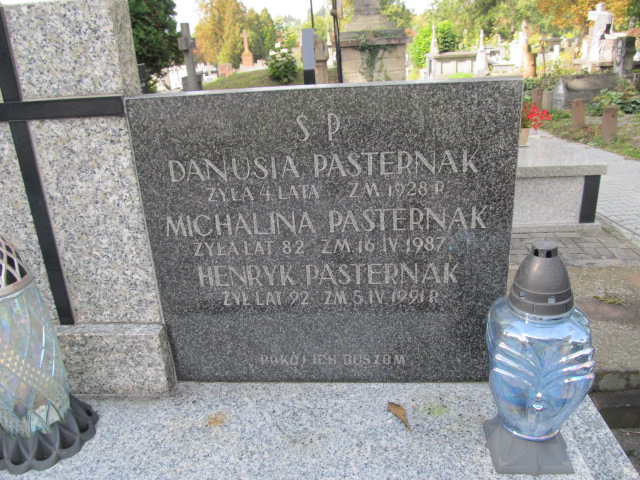 Ś P
DANUSIA PASTERNAK
ŻYŁA 4 LATA ZM. 1928 R.
MICHALINA PASTERNAK
ŻYŁA LAT 82 ZM. 16 IV 1987
HENRYK PASTERNAK
ŻYŁ LAT 92 ZM. 5 IV 1991 R.
POKÓJ ICH DUSZOM